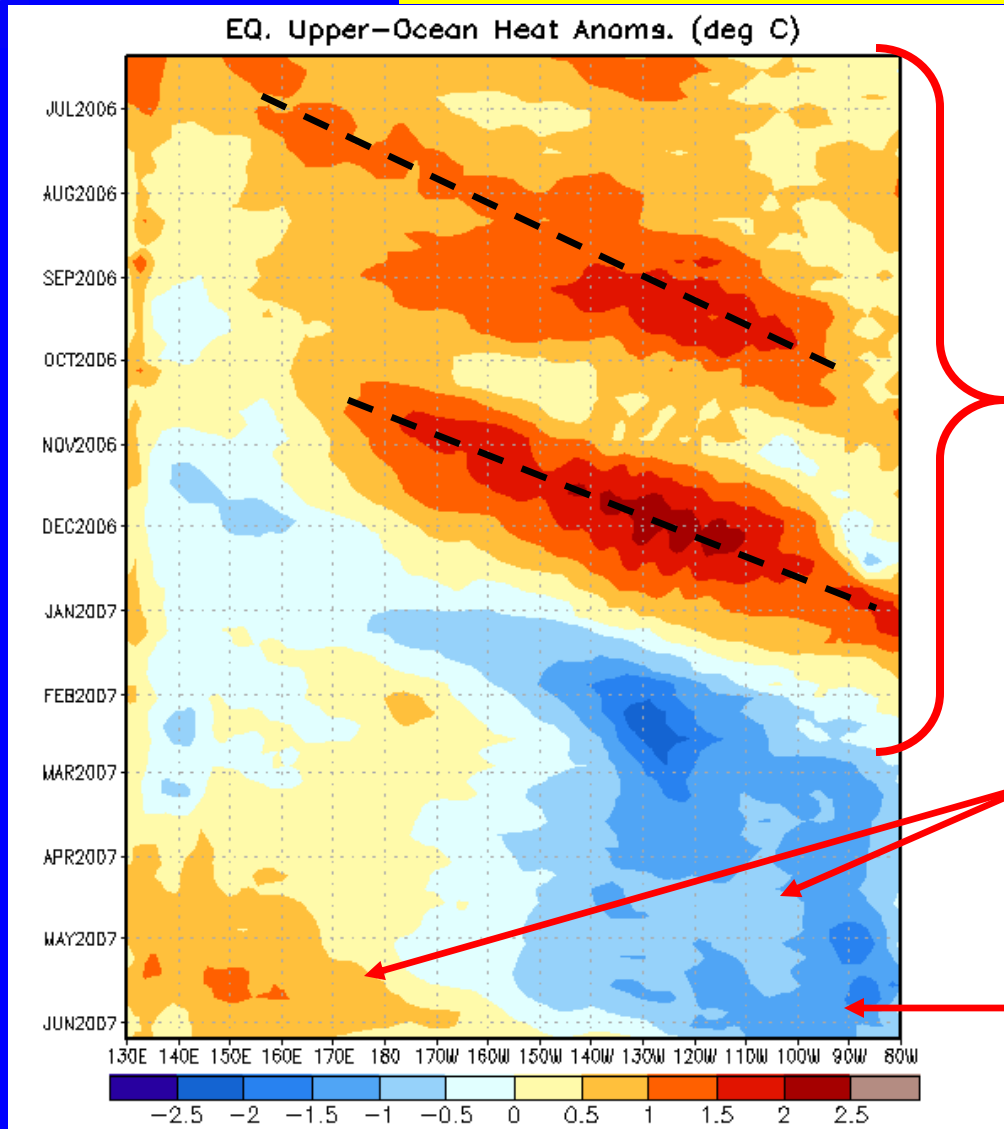 EQ. Upper-Ocean Heat Anoms. (deg C)
JUL2006
AUG2006
SEP2006
OCT2006
NOV2006
DEC2006
JAN2007
FEB2007
MAR2007
APR2007
MAY2007
JUN2007
130E 140E 150E 160E 170E 180 170W 160W 150W 140W 130W 120W 110W 100W 90W 80W
-2.5 -2 -1.5 -1 -0.5 0 0.5 1 1.5 2 2.5